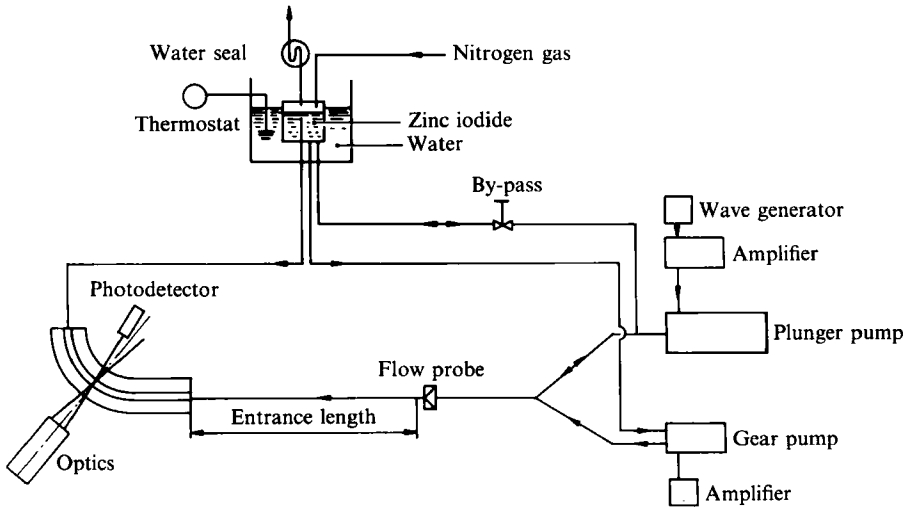 Water seal
Nitrogen gas
Thermostat
Zinc iodide
Water
By-pass
Wave generator
Amplifier
Photodetector
Plunger pump
Flow probe
Entrance length
Gear pump
Optics
Amplifier